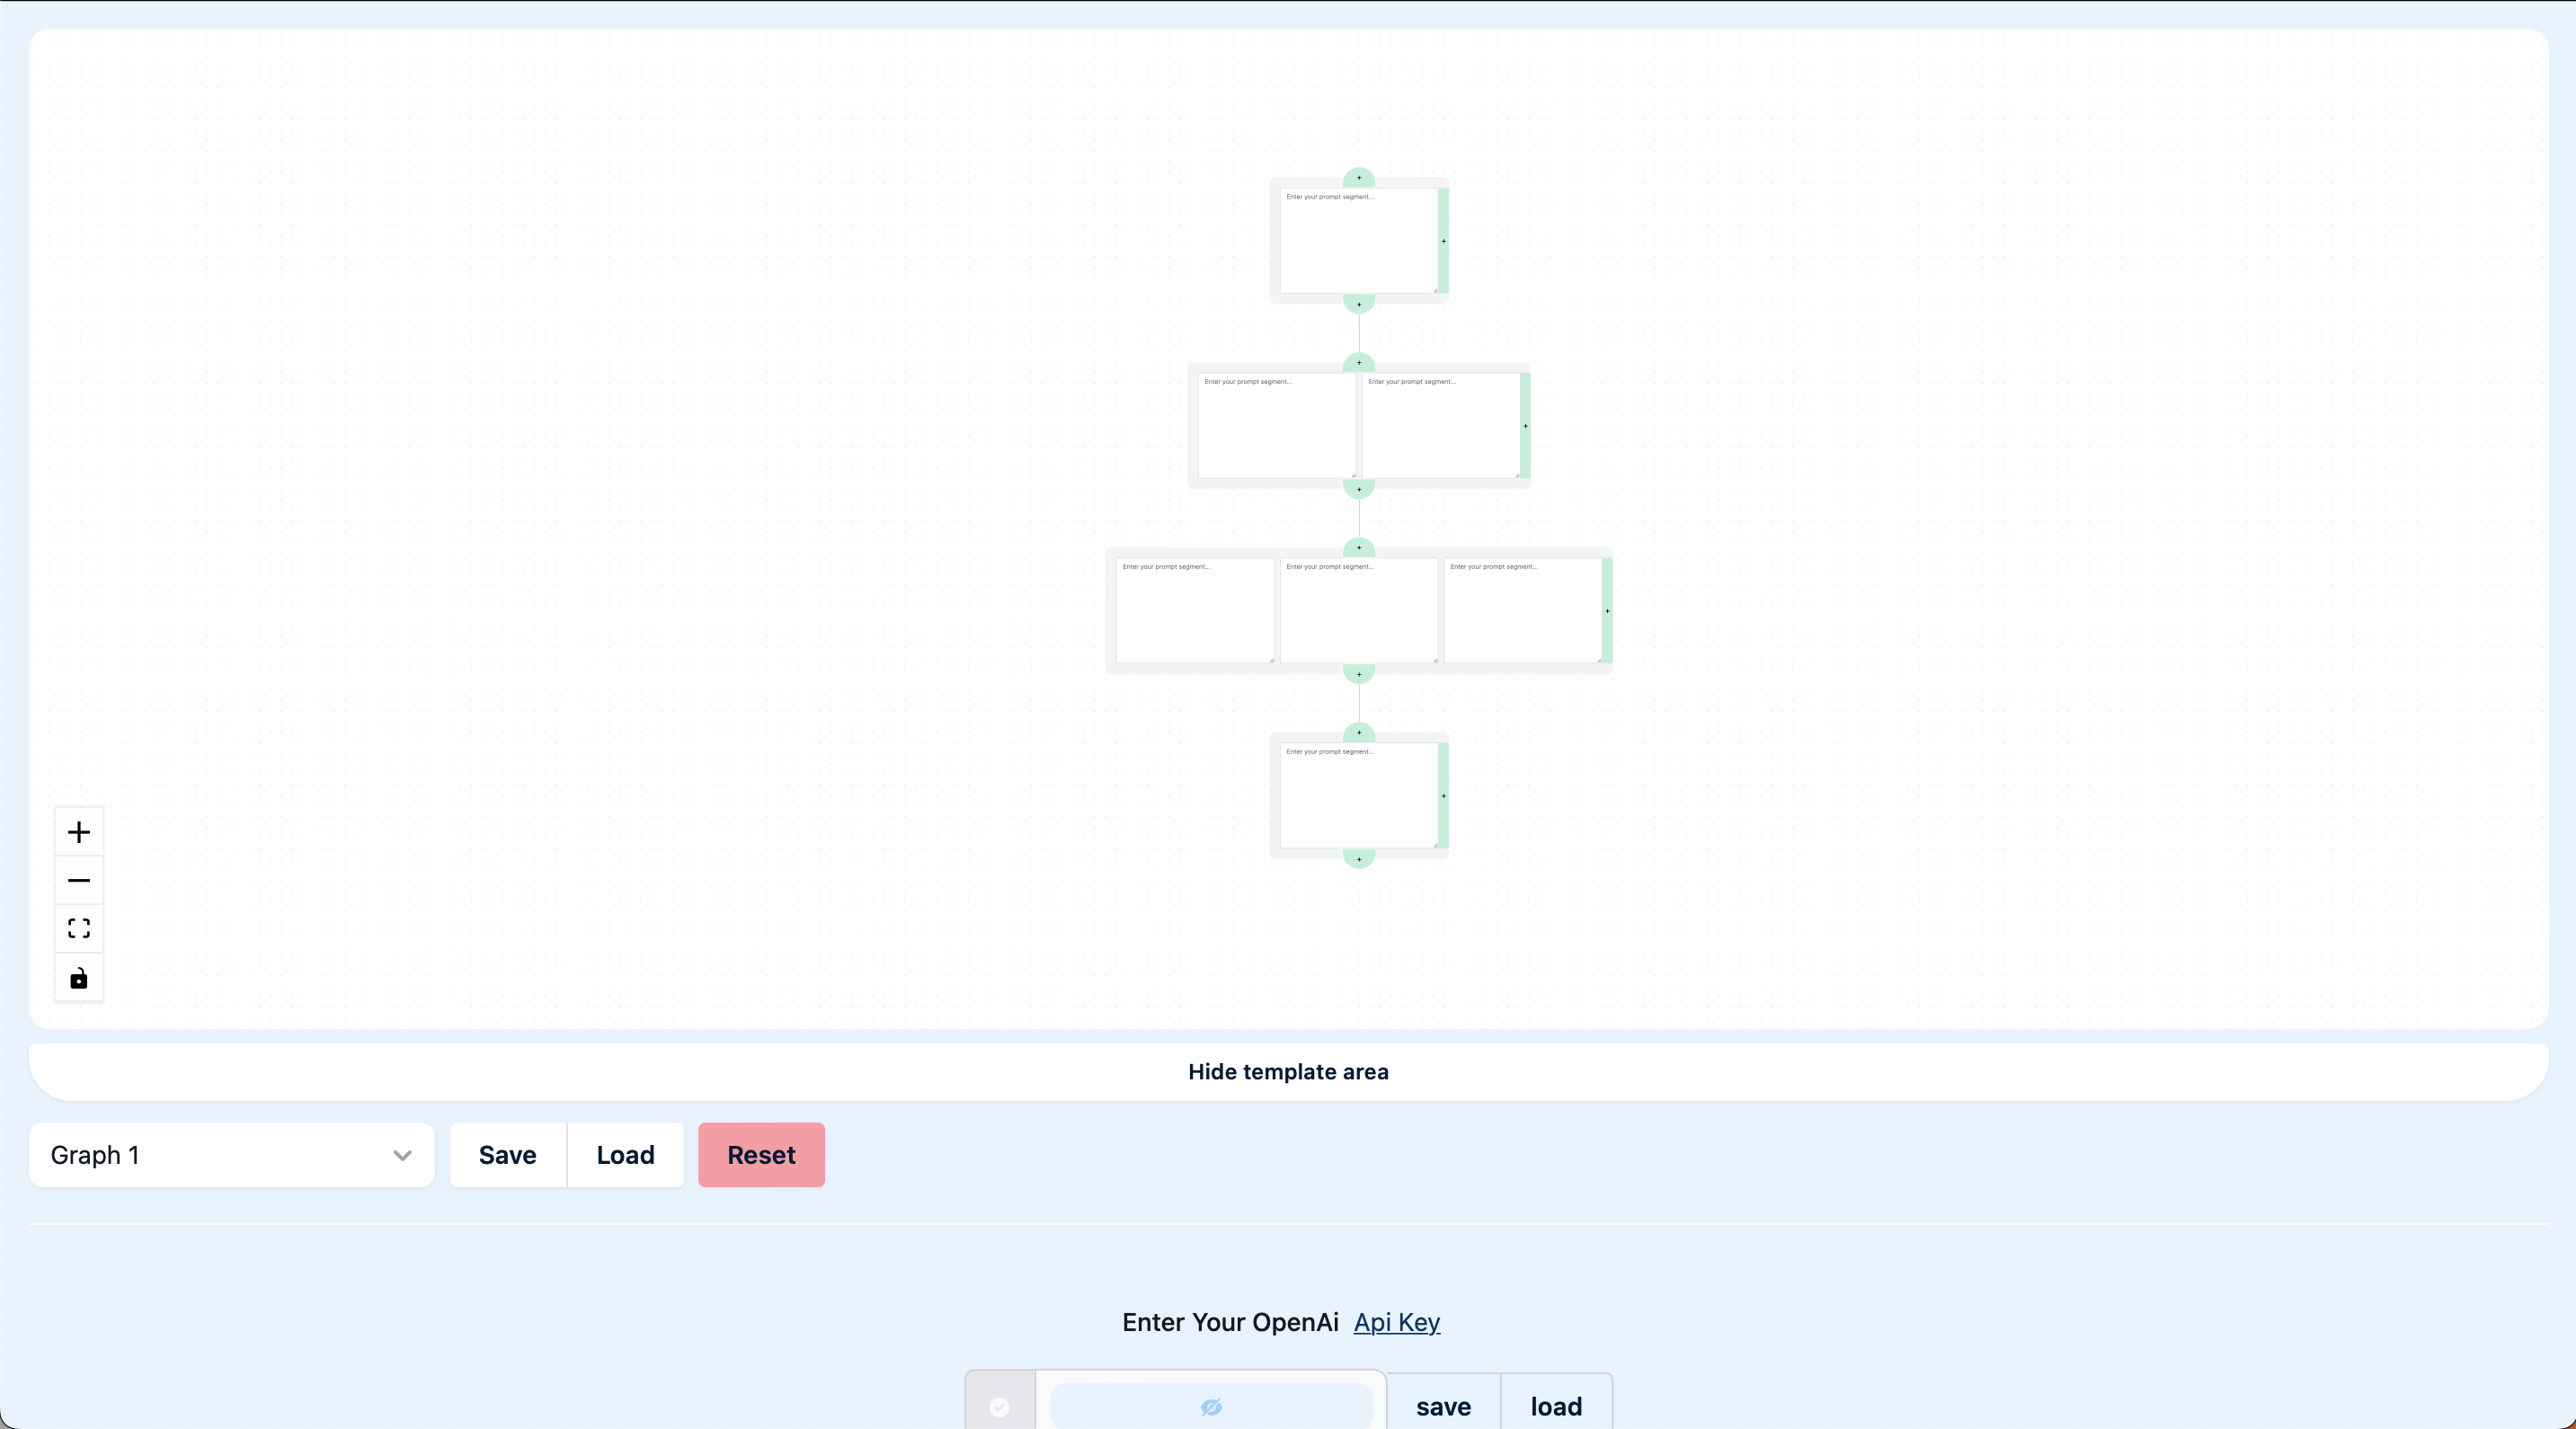 +
Enter your prompt segment...
+
+
+
Enter your prompt segment... Enter your prompt segment...
+
+
+
Enter your prompt segment... Enter your prompt segment... Enter your prompt segment...
+
+
+
Enter your prompt segment...
+
+
Hide template area
Graph 1 Save Load Reset
Enter Your OpenAi Api Key
save load